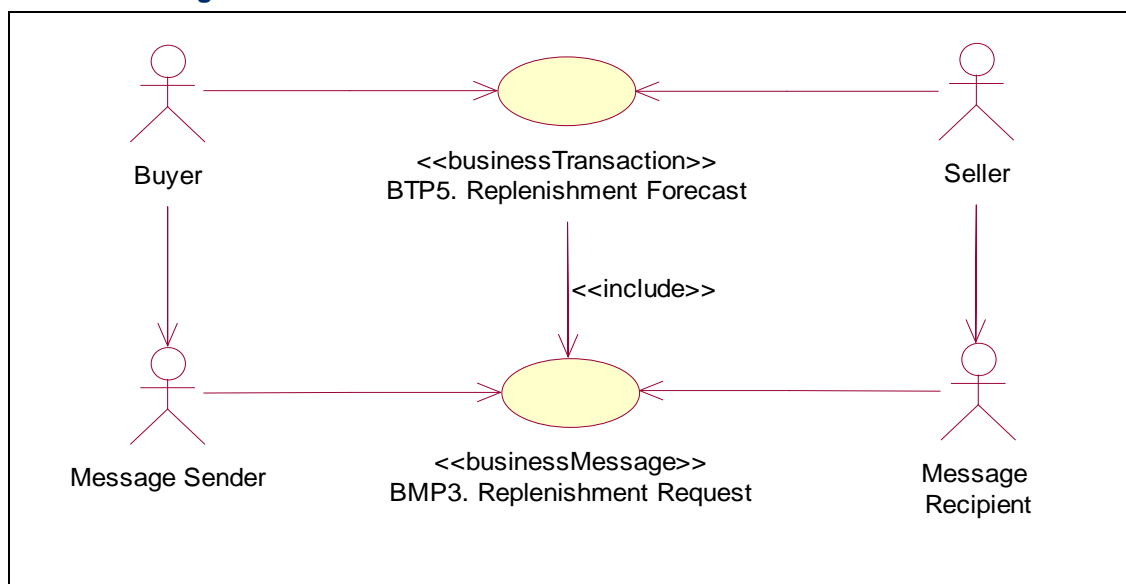 Buyer
<<businessTransaction>>
BTP5. Replenishment Forecast
Seller
<<include>>
Message Sender
<<businessMessage>>
BMP3. Replenishment Request
Message
Recipient